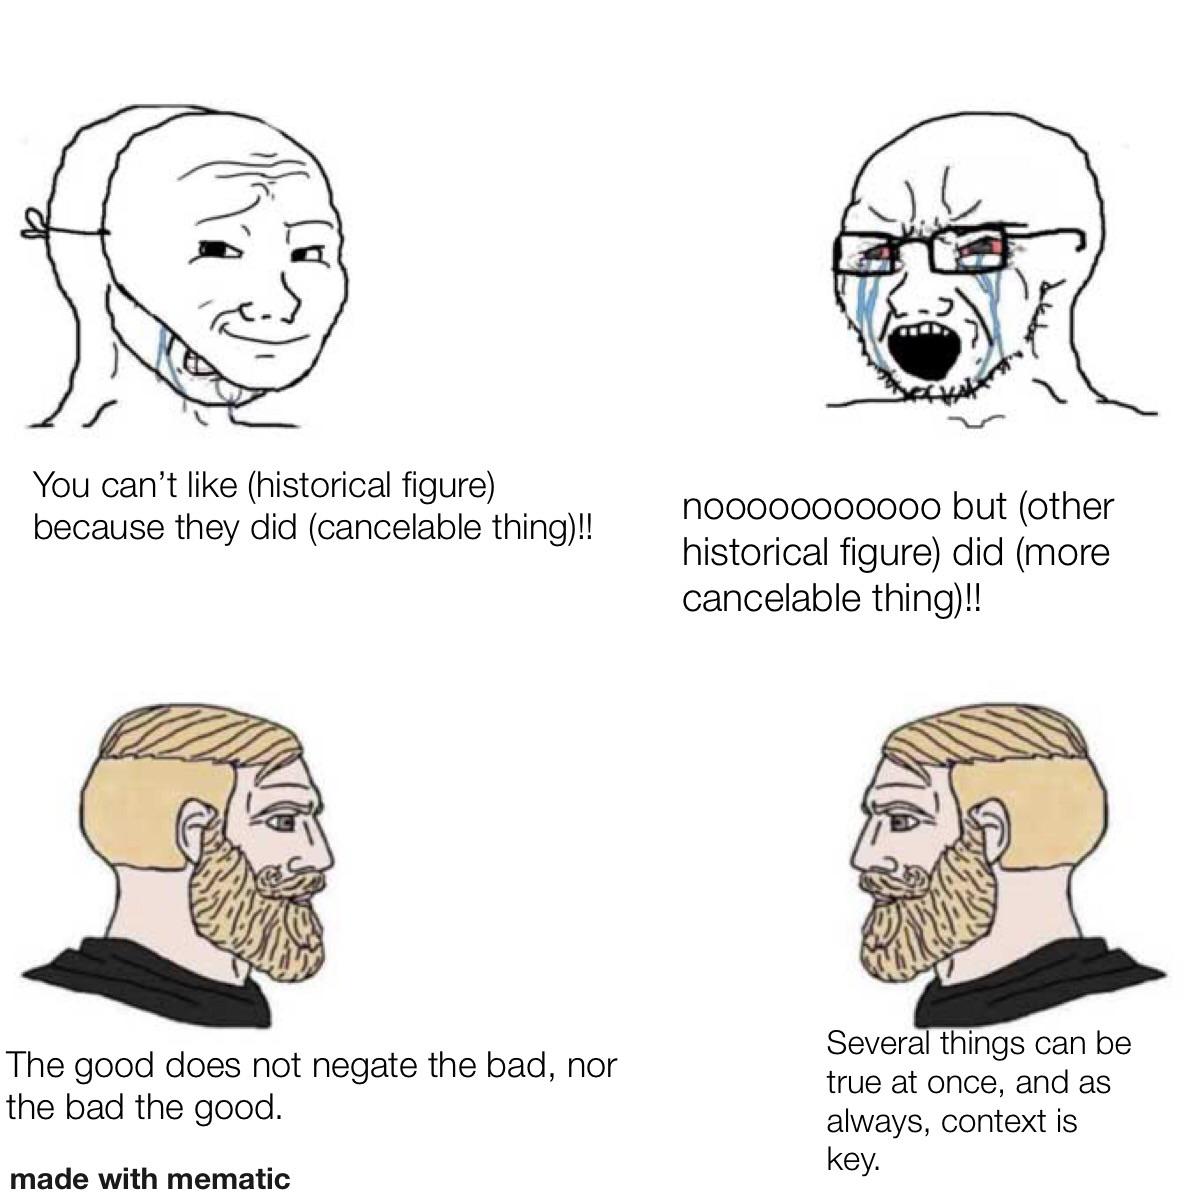 You can’t like (historical figure)
because they did (cancelable thing)!!
nooooooooooo but (other
historical figure) did (more
cancelable thing)!!
The good does not negate the bad, nor
the bad the good.
Several things can be
true at once, and as
always, context is
key.
made with mematic